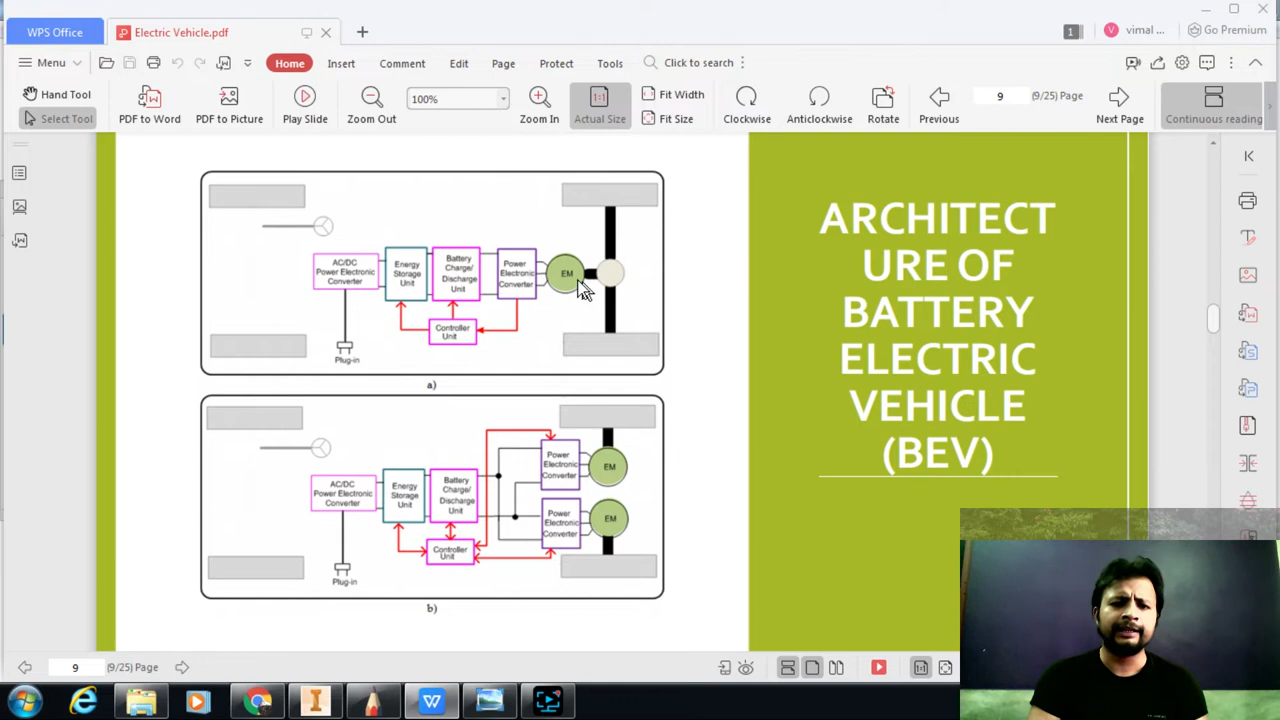 WPS Office
Electric Vehicle.pdf
1
V
vimal ...
Go Premium
Menu
Home
Insert
Comment
Edit
Page
Protect
Tools
Click to search
Hand Tool
Select Tool
PDF to Word
PDF to Picture
Play Slide
Zoom Out
100%
Zoom In
1:1
Actual Size
Fit Width
Fit Size
Clockwise
Anticlockwise
Rotate
Previous
9
(9/25) Page
Next Page
Continuous reading
AC/DC
Power Electronic
Converter
Energy
Storage
Unit
Battery
Charge/
Discharge
Unit
Power
Electronic
Converter
EM
Controller
Unit
Plug-in
a)
AC/DC
Power Electronic
Converter
Energy
Storage
Unit
Battery
Charge/
Discharge
Unit
Power
Electronic
Converter
EM
Power
Electronic
Converter
EM
Controller
Unit
Plug-in
b)
ARCHITECT
URE OF
BATTERY
ELECTRIC
VEHICLE
(BEV)
9
(9/25) Page